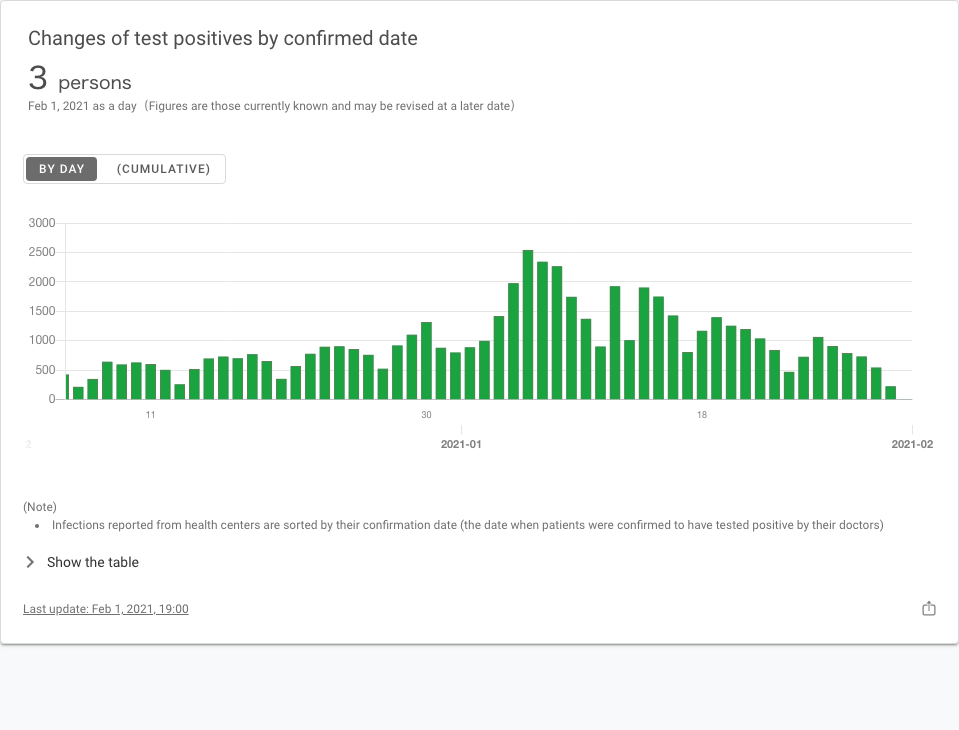 Changes of test positives by confirmed date
3 persons
Feb 1, 2021 as a day（Figures are those currently known and may be revised at a later date）
BY DAY (CUMULATIVE)
3000
2500
2000
1500
1000
500
0
11 30 18
2 2021-01 2021-02
(Note)
• Infections reported from health centers are sorted by their confirmation date (the date when patients were confirmed to have tested positive by their doctors)
Show the table
Last update: Feb 1, 2021, 19:00